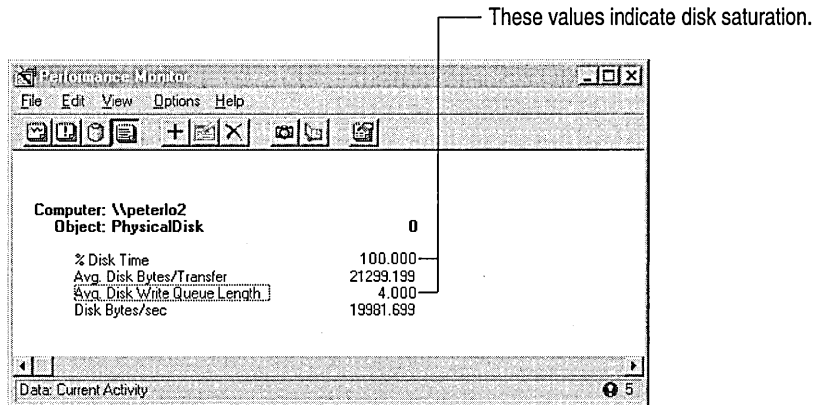 These values indicate disk saturation.
Performance Monitor
File Edit View Options Help
Computer: \\peterlo2
Object: PhysicalDisk 0
% Disk Time 100.000
Avg. Disk Bytes/Transfer 21299.199
Avg. Disk Write Queue Length 4.000
Disk Bytes/sec 19981.699
Data: Current Activity 5